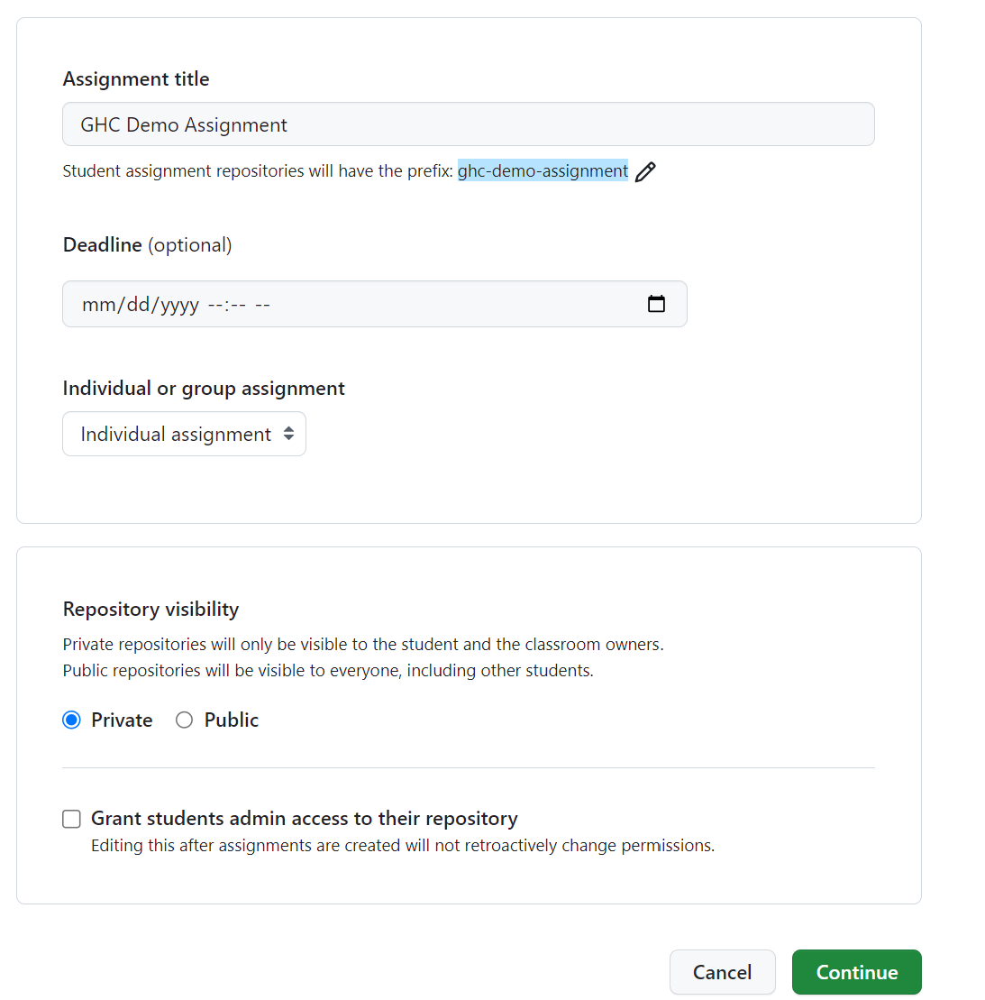 Assignment title
GHC Demo Assignment
Student assignment repositories will have the prefix: ghc-demo-assignment
Deadline (optional)
mm/dd/yyyy --:-- --
Individual or group assignment
Individual assignment
Repository visibility
Private repositories will only be visible to the student and the classroom owners.
Public repositories will be visible to everyone, including other students.
Private Public
Grant students admin access to their repository
Editing this after assignments are created will not retroactively change permissions.
Cancel Continue